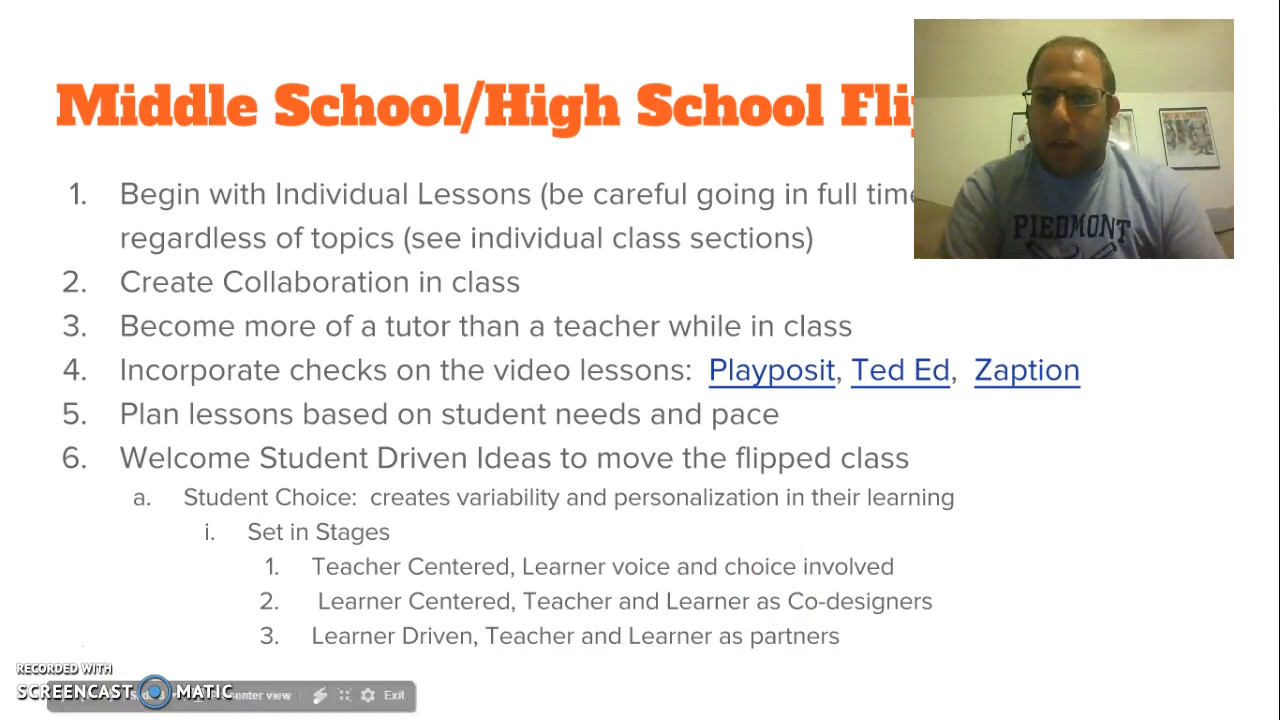 Middle School/High School Fli
1. Begin with Individual Lessons (be careful going in full time
regardless of topics (see individual class sections)
2. Create Collaboration in class
3. Become more of a tutor than a teacher while in class
4. Incorporate checks on the video lessons: Playposit, Ted Ed, Zaption
5. Plan lessons based on student needs and pace
6. Welcome Student Driven Ideas to move the flipped class
a. Student Choice: creates variability and personalization in their learning
i. Set in Stages
1. Teacher Centered, Learner voice and choice involved
2. Learner Centered, Teacher and Learner as Co-designers
3. Learner Driven, Teacher and Learner as partners
PIEDMONT
RECORDED WITH
SCREENCAST MATIC
view Exit